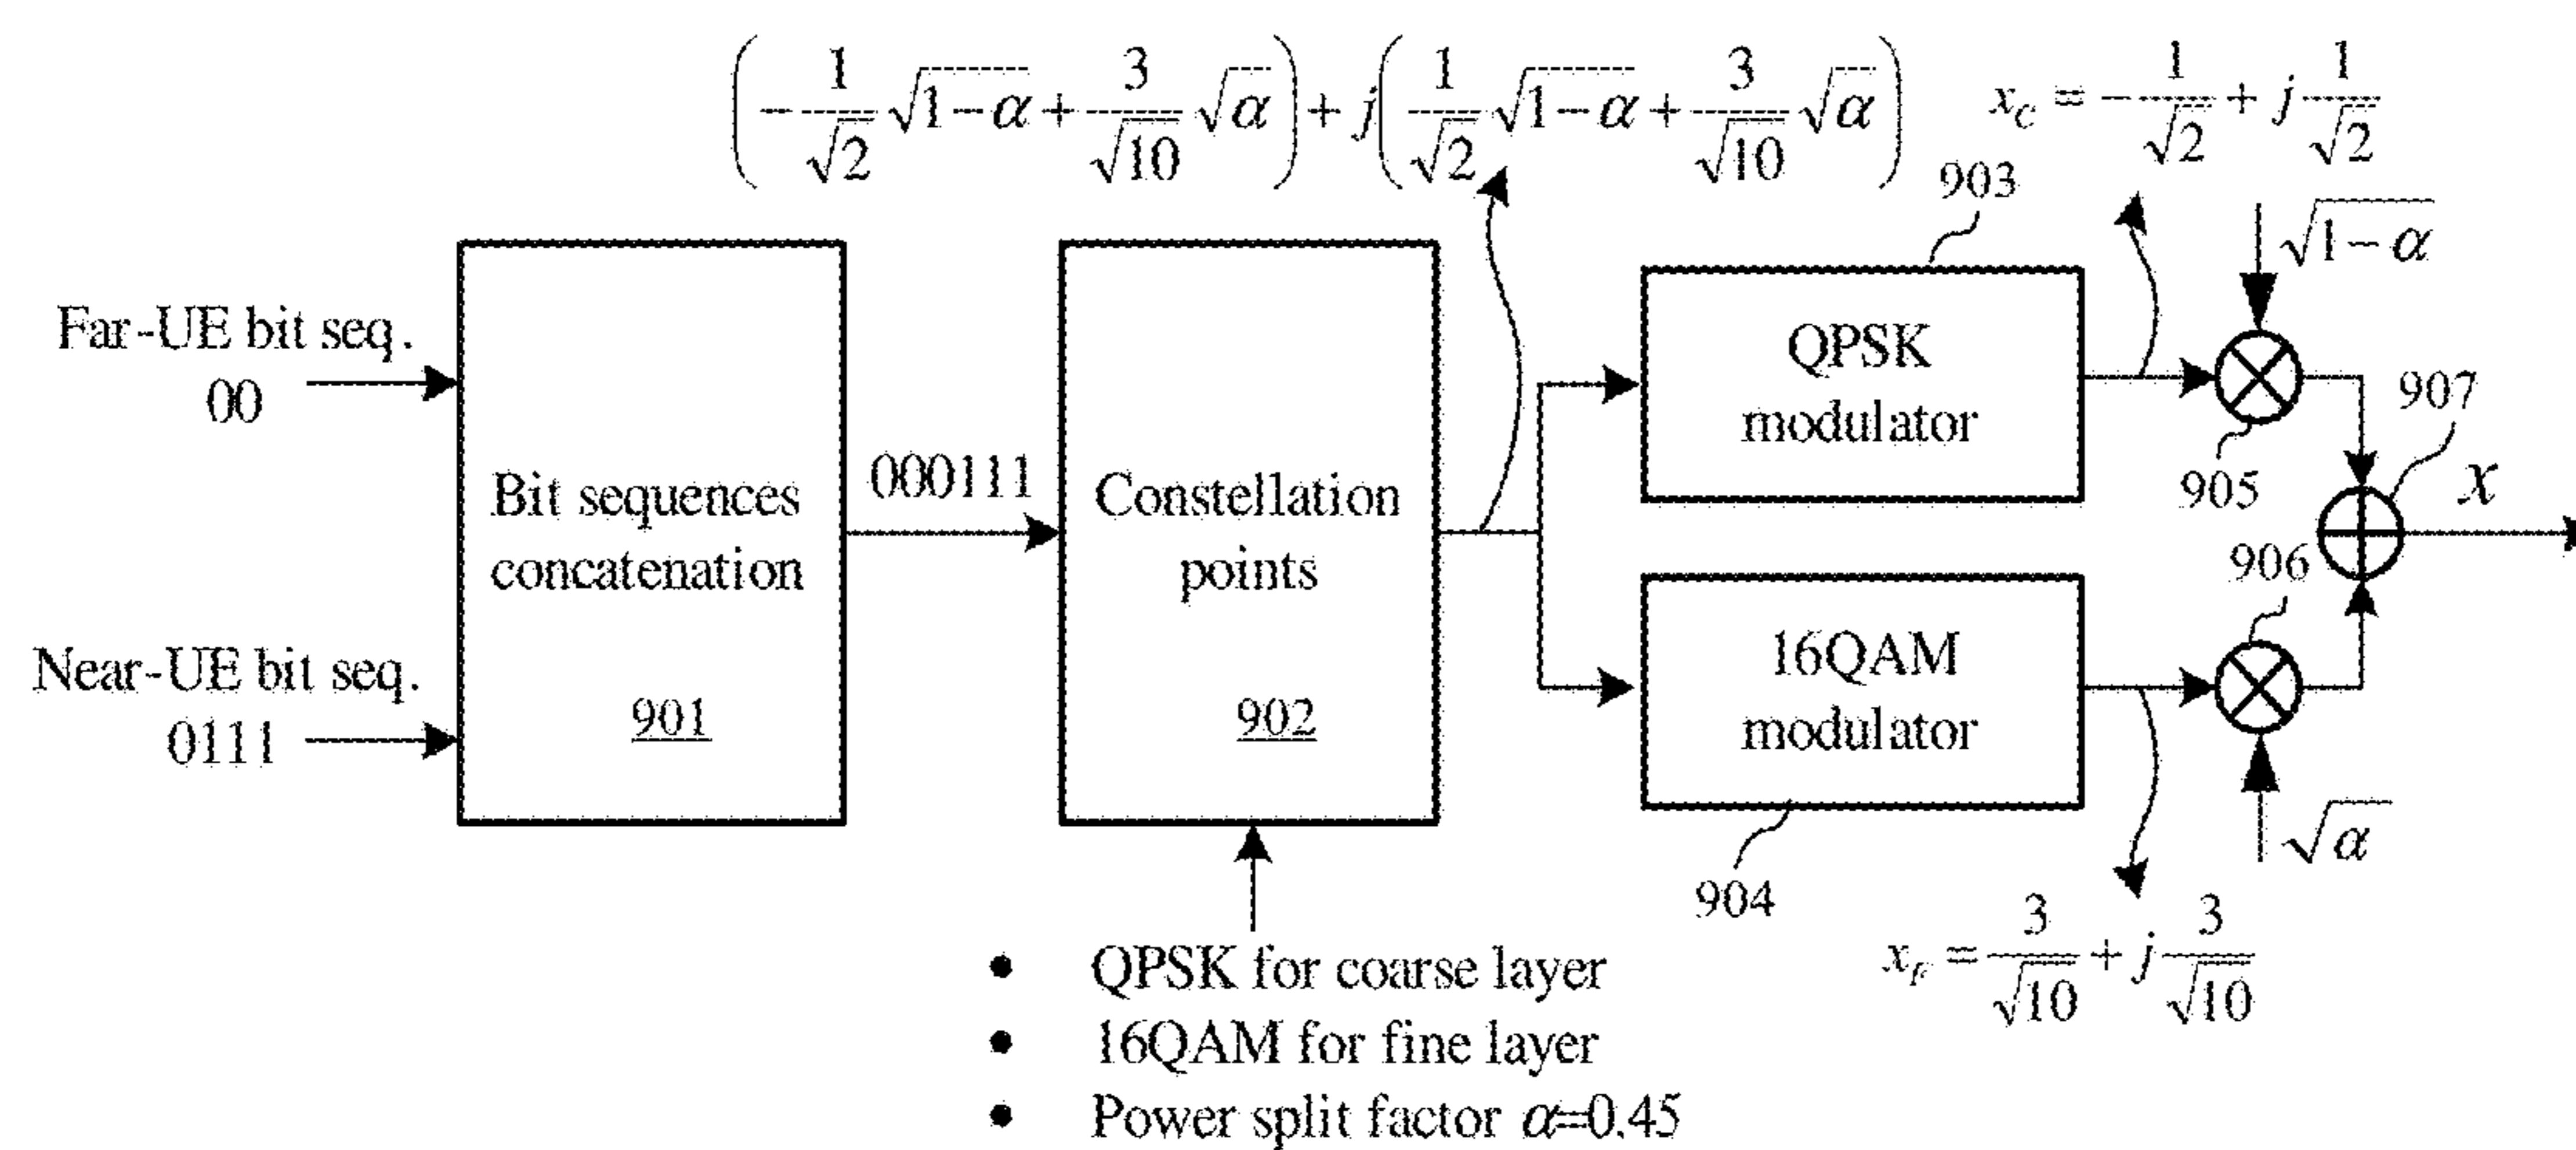 (-1/√2 √(1-α) + 3/√10 √α) + j(1/√2 √(1-α) + 3/√10 √α)
x_C = -1/√2 + j 1/√2
903
√(1-α)
Far-UE bit seq.
00
Near-UE bit seq.
0111
Bit sequences
concatenation
901
000111
Constellation
points
902
QPSK
modulator
905
907
x
16QAM
modulator
904
906
√α
x_F = 3/√10 + j 3/√10
• QPSK for coarse layer
• 16QAM for fine layer
• Power split factor α=0.45